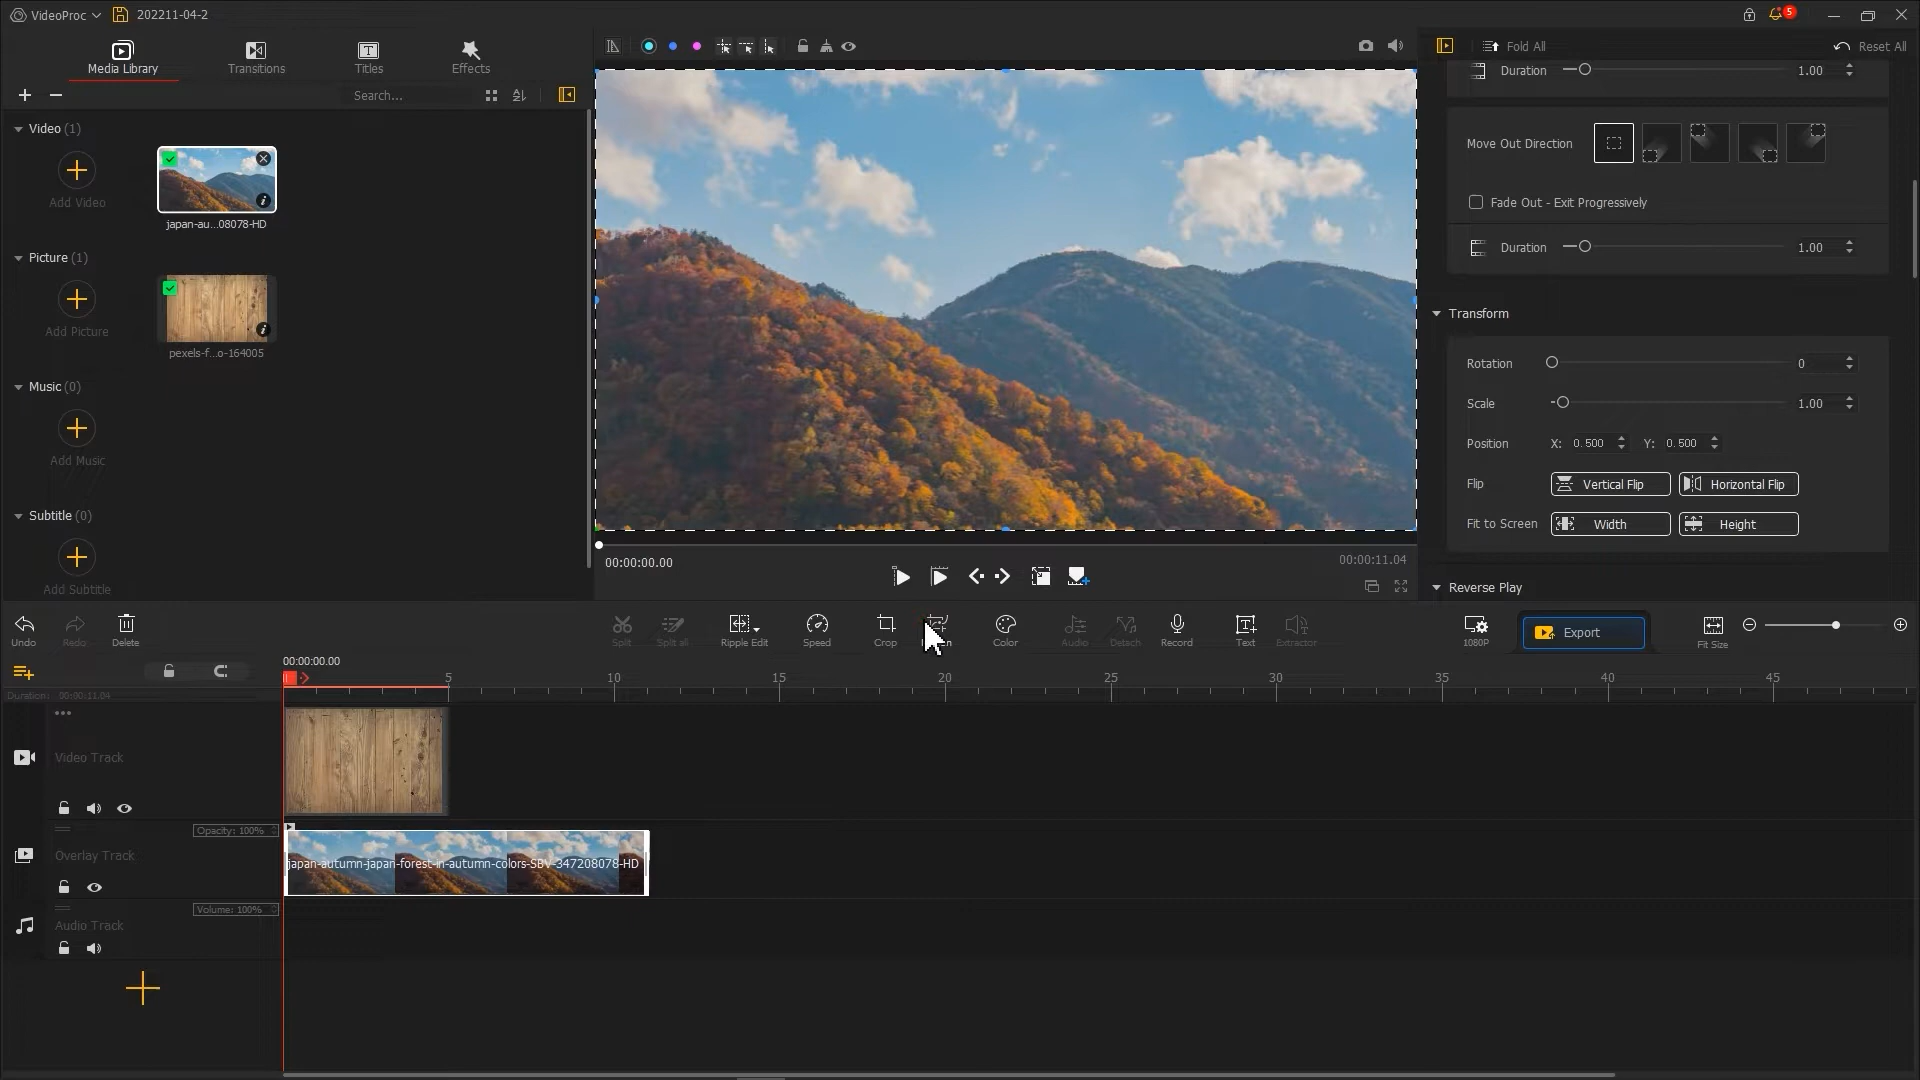 VideoProc
202211-04-2
5
Media Library
Transitions
Titles
Effects
Search...
Fold All
Reset All
Duration
1.00
Video (1)
Add Video
japan-au...08078-HD
Move Out Direction
Fade Out - Exit Progressively
Duration
1.00
Picture (1)
Add Picture
pexels-f...o-164005
Transform
Rotation
0
Scale
1.00
Position
X: 0.500
Y: 0.500
Flip
Vertical Flip
Horizontal Flip
Fit to Screen
Width
Height
Music (0)
Add Music
Subtitle (0)
Add Subtitle
00:00:00.00
00:00:11.04
Reverse Play
Undo
Redo
Delete
Split
Split all
Ripple Edit
Speed
Crop
Color
Audio
Detach
Record
Text
Extractor
1080P
Export
Fit Size
00:00:00.00
5
10
15
20
25
30
35
40
45
Duration: 00:00:11.04
Video Track
Opacity: 100%
Overlay Track
japan-autumn-japan-forest-in-autumn-colors-SBV-347208078-HD
Volume: 100%
Audio Track